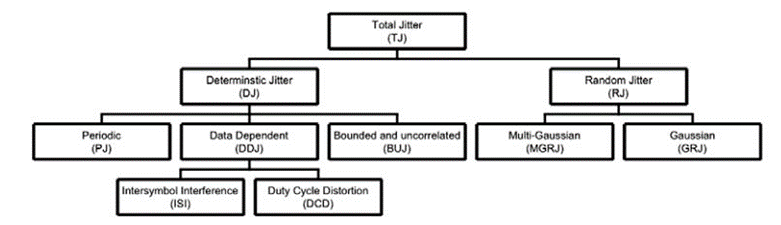 Total Jitter
(TJ)
Determinstic Jitter
(DJ)
Random Jitter
(RJ)
Periodic
(PJ)
Data Dependent
(DDJ)
Bounded and uncorrelated
(BUJ)
Multi-Gaussian
(MGRJ)
Gaussian
(GRJ)
Intersymbol Interference
(ISI)
Duty Cycle Distortion
(DCD)